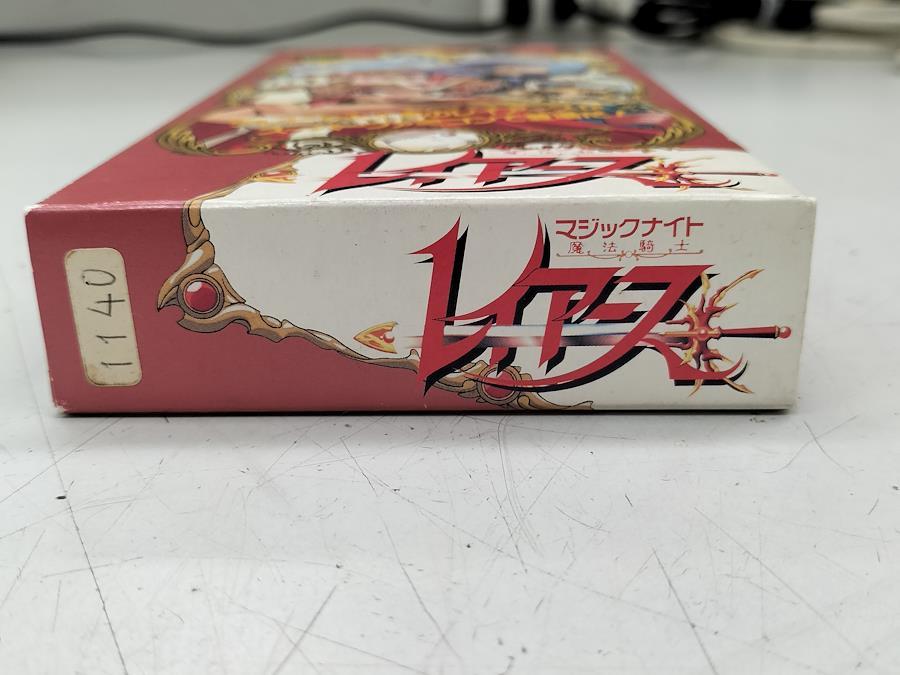 レイアース
マジックナイト
魔法騎士
レイアース
1140